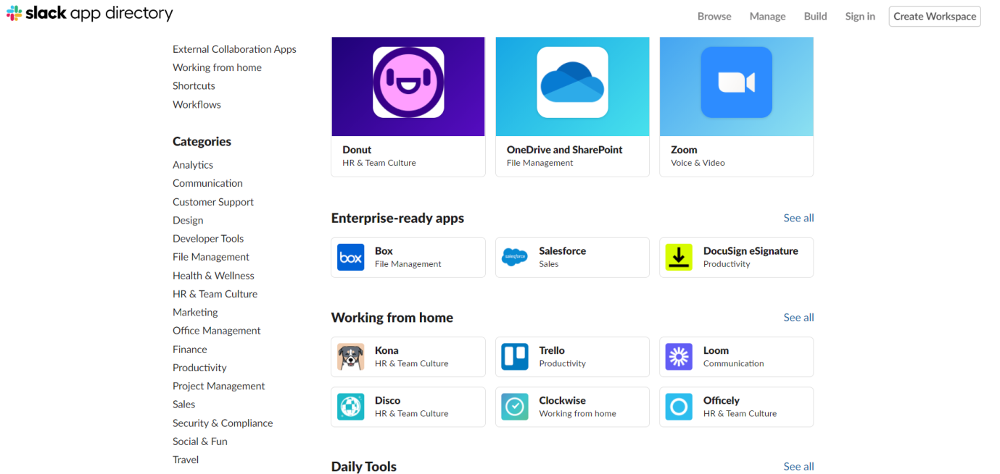 slack app directory
Browse
Manage
Build
Sign in
Create Workspace
External Collaboration Apps
Working from home
Shortcuts
Workflows
Categories
Analytics
Communication
Customer Support
Design
Developer Tools
File Management
Health & Wellness
HR & Team Culture
Marketing
Office Management
Finance
Productivity
Project Management
Sales
Security & Compliance
Social & Fun
Travel
Donut
HR & Team Culture
OneDrive and SharePoint
File Management
Zoom
Voice & Video
Enterprise-ready apps
See all
box
Box
File Management
salesforce
Salesforce
Sales
DocuSign eSignature
Productivity
Working from home
See all
Kona
HR & Team Culture
Trello
Productivity
Loom
Communication
Disco
HR & Team Culture
Clockwise
Working from home
Officely
HR & Team Culture
Daily Tools
See all